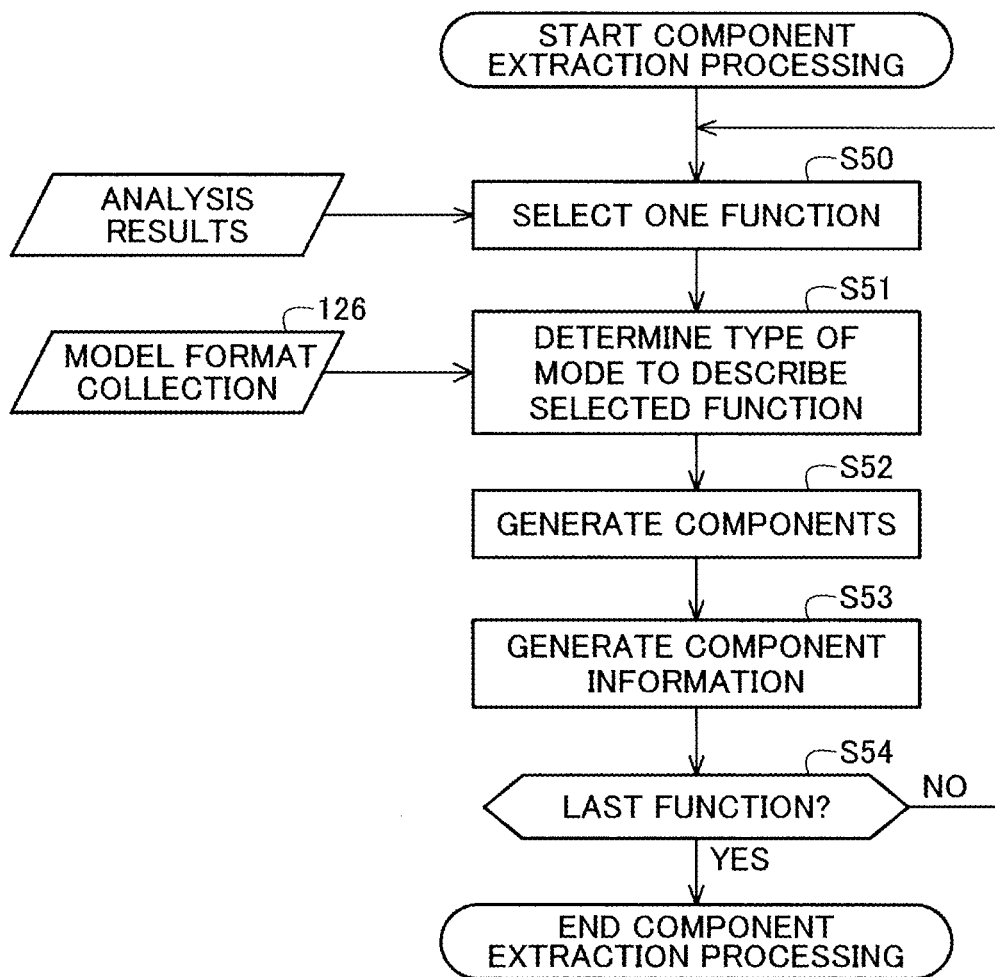 START COMPONENT
EXTRACTION PROCESSING
S50
ANALYSIS
RESULTS
SELECT ONE FUNCTION
S51
126
MODEL FORMAT
COLLECTION
DETERMINE TYPE OF
MODE TO DESCRIBE
SELECTED FUNCTION
S52
GENERATE COMPONENTS
S53
GENERATE COMPONENT
INFORMATION
S54
LAST FUNCTION?
NO
YES
END COMPONENT
EXTRACTION PROCESSING